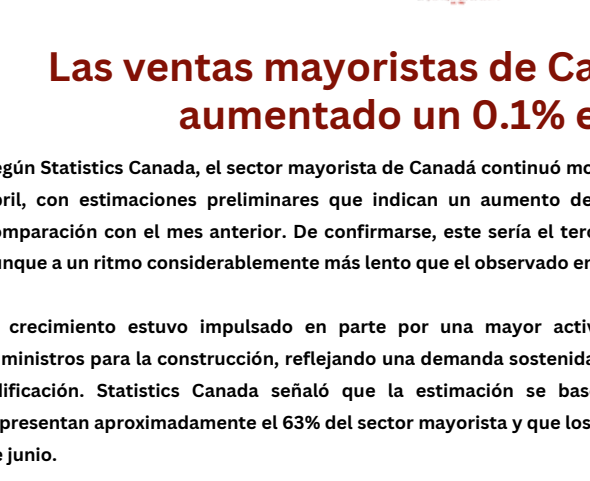 Las ventas mayoristas de Ca
aumentado un 0.1% e
egún Statistics Canada, el sector mayorista de Canadá continuó mo
bril, con estimaciones preliminares que indican un aumento de
omparación con el mes anterior. De confirmarse, este sería el terc
unque a un ritmo considerablemente más lento que el observado en
crecimiento estuvo impulsado en parte por una mayor activ
ministros para la construcción, reflejando una demanda sostenida
dificación. Statistics Canada señaló que la estimación se bas
presentan aproximadamente el 63% del sector mayorista y que los
e junio.